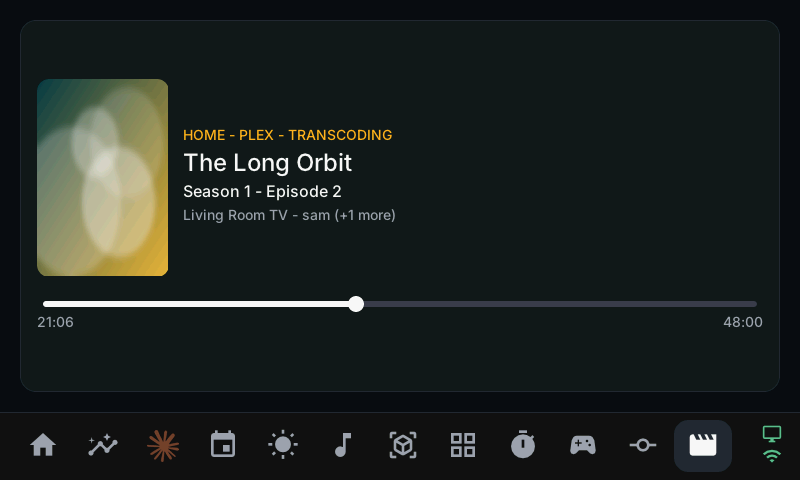 HOME - PLEX - TRANSCODING
The Long Orbit
Season 1 - Episode 2
Living Room TV - sam (+1 more)
21:06
48:00